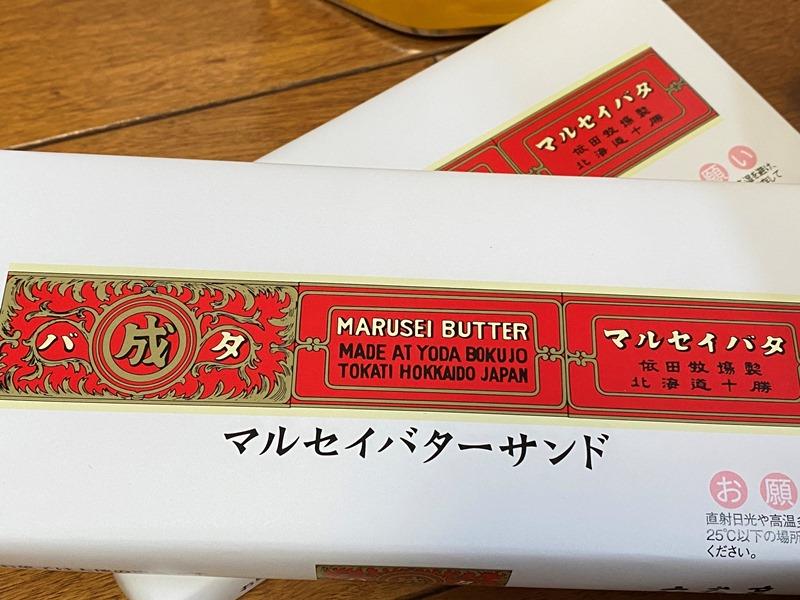 マルセイバタ
依田牧場製
北海道十勝
願い
バ 成 タ
MARUSEI BUTTER
MADE AT YODA BOKUJO
TOKATI HOKKAIDO JAPAN
マルセイバタ
依田牧場製
北海道十勝
マルセイバターサンド
お願
直射日光や高温多
25℃以下の場所
ください。